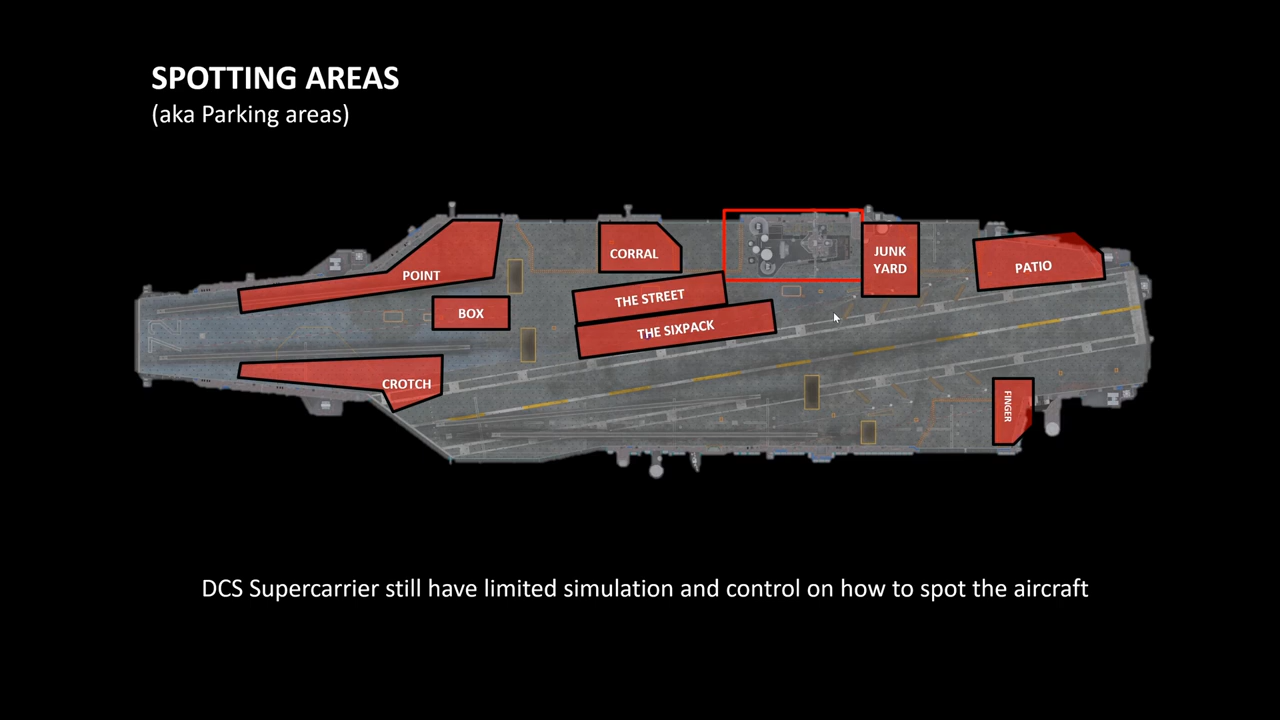 SPOTTING AREAS
(aka Parking areas)
POINT
BOX
CROTCH
CORRAL
THE STREET
THE SIXPACK
JUNK
YARD
PATIO
FINGER
DCS Supercarrier still have limited simulation and control on how to spot the aircraft